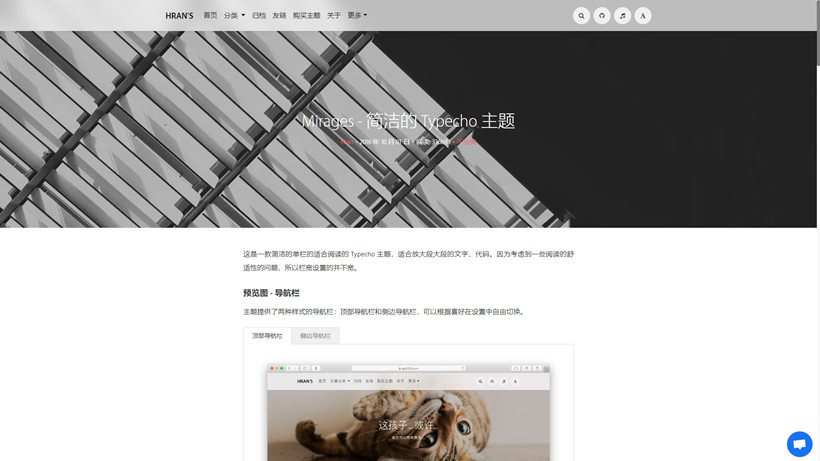 HRAN'S 首页 分类 归档 友链 购买主题 关于 更多
A
Mirages - 简洁的 Typecho 主题
2016 年 10 月 01 日
这是一款简洁的单栏的适合阅读的 Typecho 主题，适合放大段大段的文字、代码。因为考虑到一些阅读的舒
适性的问题，所以栏宽设置的并不宽。
预览图 - 导航栏
主题提供了两种样式的导航栏：顶部导航栏和侧边导航栏，可以根据喜好在设置中自由切换。
顶部导航栏 侧边导航栏
HRAN'S 首页 文章分类 归档 友链 购买主题 关于 更多
A
这孩子... 或许...